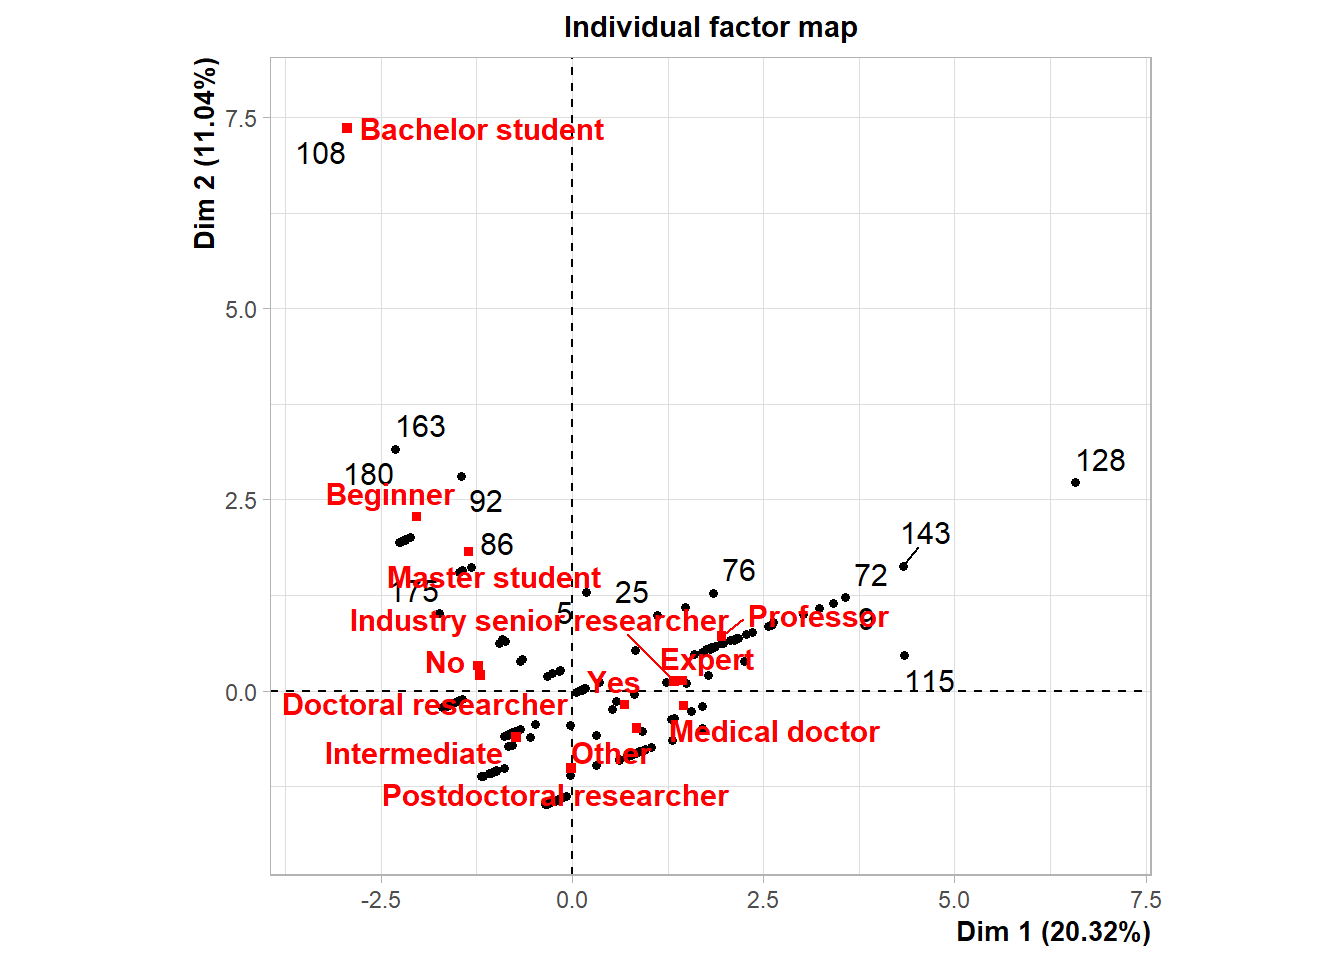 Individual factor map
Dim 2 (11.04%)
7.5
5.0
2.5
0.0
Bachelor student
108
163
180
128
Beginner
92
143
86
76
72
Master student
175
25
5
9
Industry senior researcher
Professor
No
Expert
Yes
115
Doctoral researcher
Medical doctor
Intermediate
Other
Postdoctoral researcher
-2.5
0.0
2.5
5.0
7.5
Dim 1 (20.32%)